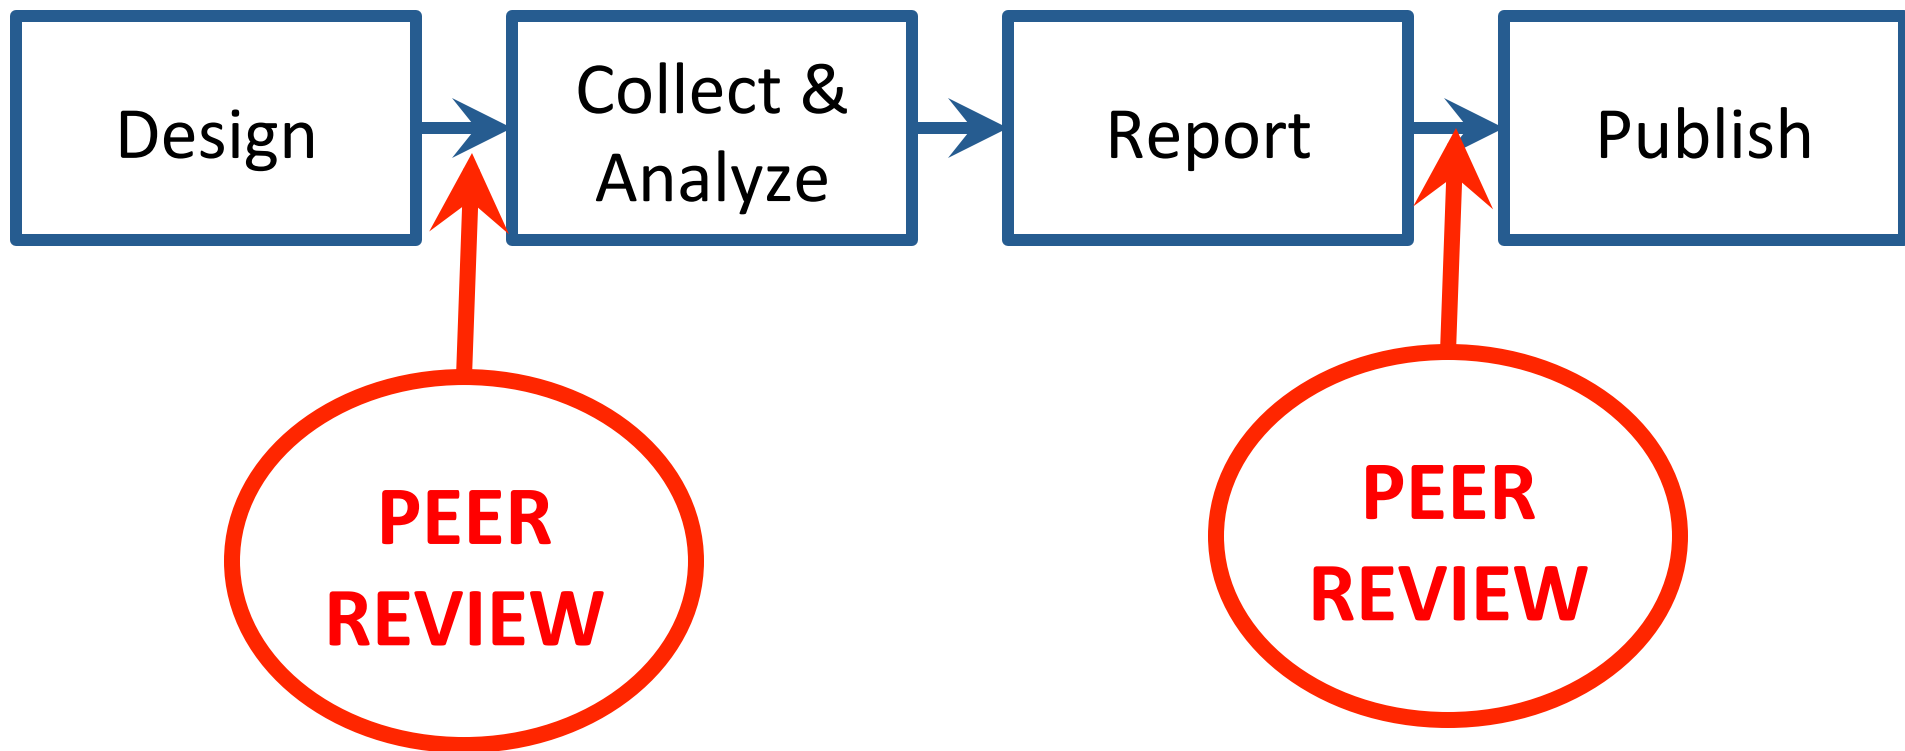 Design
Collect &
Analyze
Report
Publish
PEER
REVIEW
PEER
REVIEW